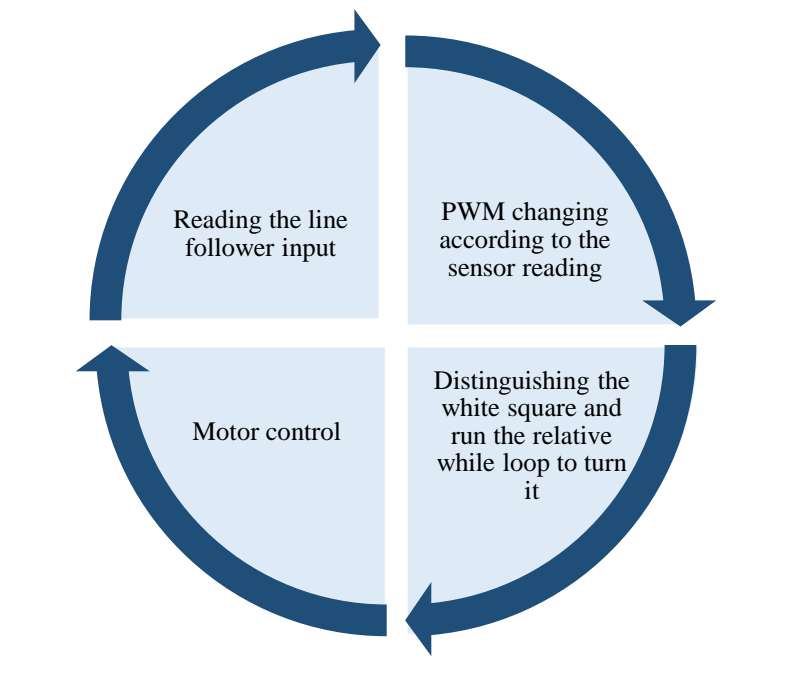 Reading the line
follower input
PWM changing
according to the
sensor reading
Distinguishing the
white square and
run the relative
while loop to turn
it
Motor control